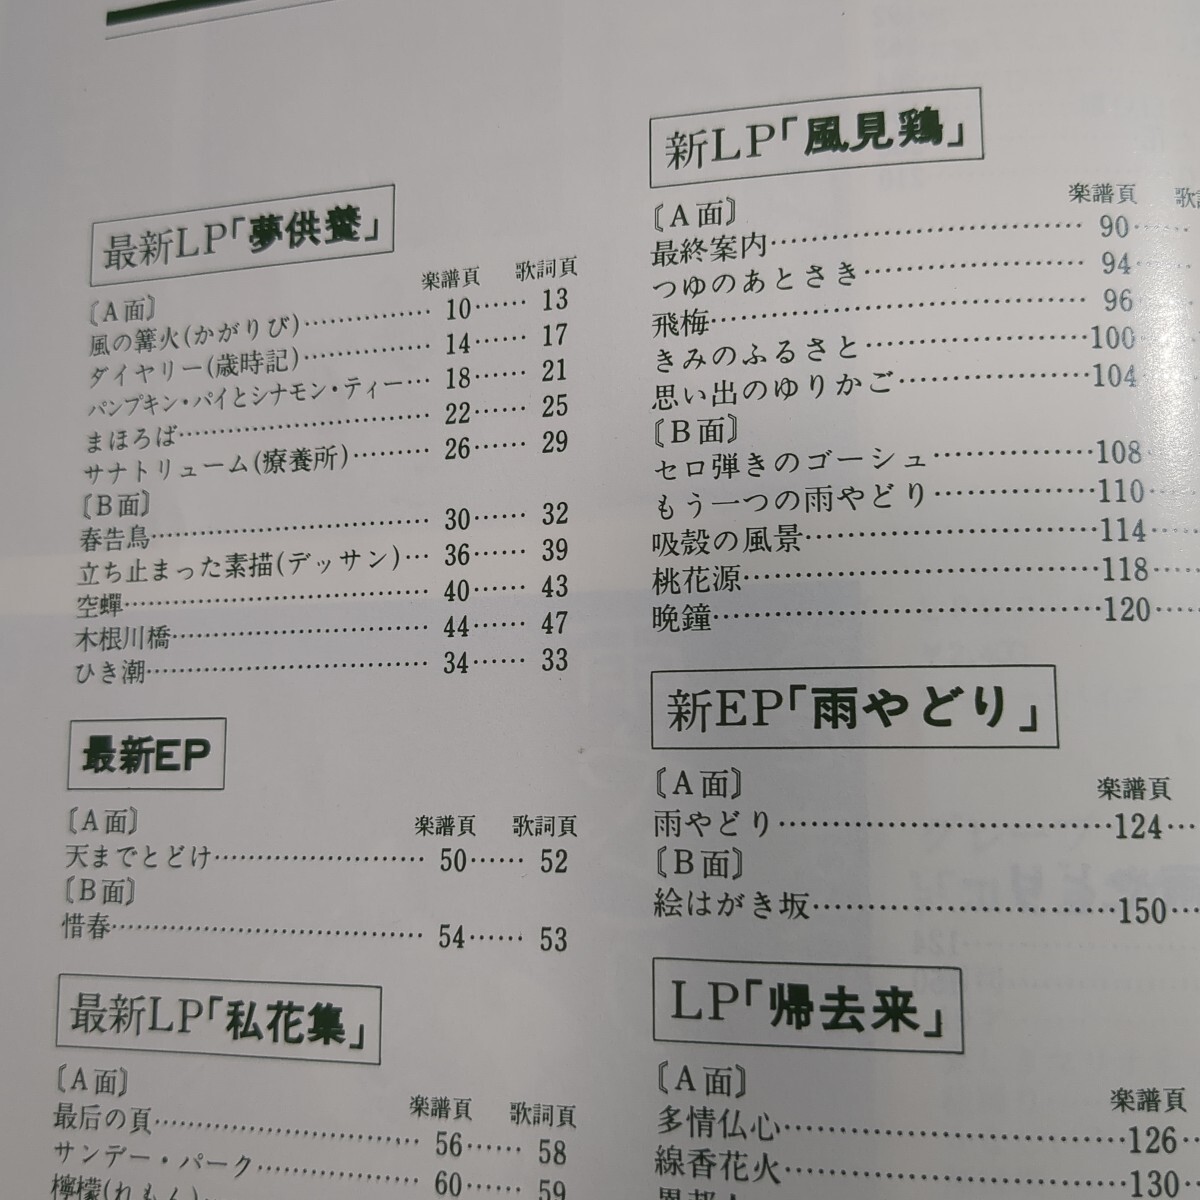 最新LP「夢供養」
楽譜頁 歌詞頁
〔A面〕
風の篝火(かがりび)……………10……13
ダイヤリー(歳時記)……………14……17
パンプキン・パイとシナモン・ティー…18……21
まほろば……………………22……25
サナトリューム(療養所)………26……29
〔B面〕
春告鳥………………………30……32
立ち止まった素描(デッサン)…36……39
空蟬…………………………40……43
木根川橋……………………44……47
ひき潮………………………34……33
最新EP
〔A面〕 楽譜頁 歌詞頁
天までとどけ…………………50……52
〔B面〕
惜春…………………………54……53
最新LP「私花集」
〔A面〕 楽譜頁 歌詞頁
最后の頁……………………56……58
サンデー・パーク……………60……59
檸檬(れもん)…
新LP「風見鶏」
〔A面〕 楽譜頁
最終案内…………………………90……
つゆのあとさき…………………94……
飛梅………………………………96
きみのふるさと…………………100
思い出のゆりかご………………104
〔B面〕
セロ弾きのゴーシュ……………108
もう一つの雨やどり……………110
吸殻の風景………………………114……
桃花源……………………………118……
晩鐘………………………………120……
新EP「雨やどり」
〔A面〕 楽譜頁
雨やどり…………………………124…
〔B面〕
絵はがき坂………………………150…
LP「帰去来」
〔A面〕 楽譜頁
多情仏心…………………………126…
線香花火…………………………130…